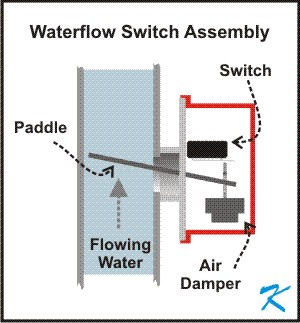 Waterflow Switch Assembly
Switch
Paddle
Flowing
Water
Air
Damper
K